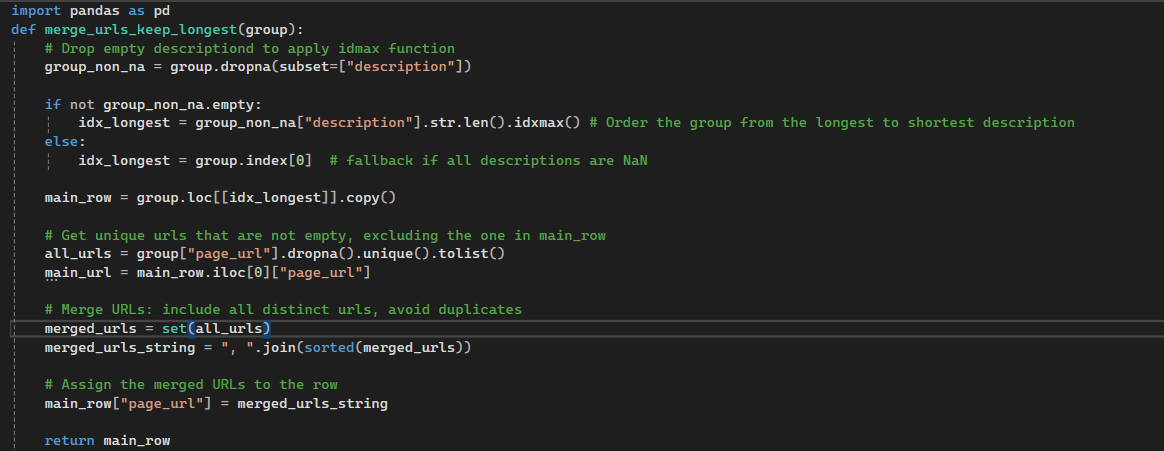 import pandas as pd
def merge_urls_keep_longest(group):
    # Drop empty descriptiond to apply idmax function
    group_non_na = group.dropna(subset=["description"])

    if not group_non_na.empty:
        idx_longest = group_non_na["description"].str.len().idxmax() # Order the group from the longest to shortest description
    else:
        idx_longest = group.index[0]  # fallback if all descriptions are NaN

    main_row = group.loc[[idx_longest]].copy()

    # Get unique urls that are not empty, excluding the one in main_row
    all_urls = group["page_url"].dropna().unique().tolist()
    main_url = main_row.iloc[0]["page_url"]

    # Merge URLs: include all distinct urls, avoid duplicates
    merged_urls = set(all_urls)
    merged_urls_string = ", ".join(sorted(merged_urls))

    # Assign the merged URLs to the row
    main_row["page_url"] = merged_urls_string

    return main_row